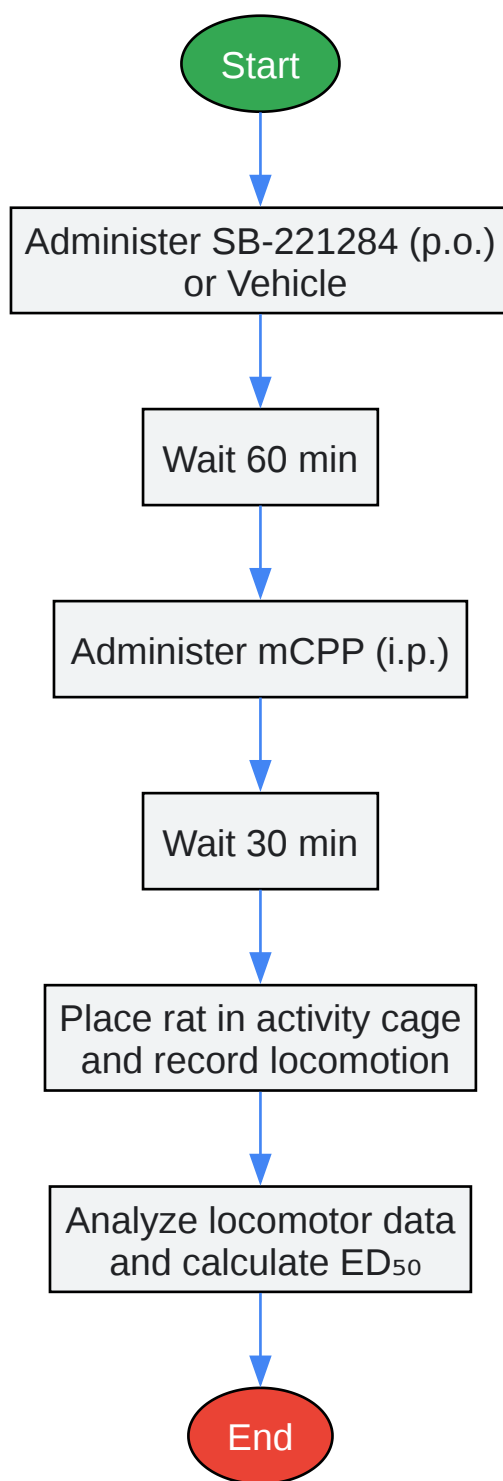 Start
Administer SB-221284 (p.o.)
or Vehicle
Wait 60 min
Administer mCPP (i.p.)
Wait 30 min
Place rat in activity cage
and record locomotion
Analyze locomotor data
and calculate ED₅₀
End